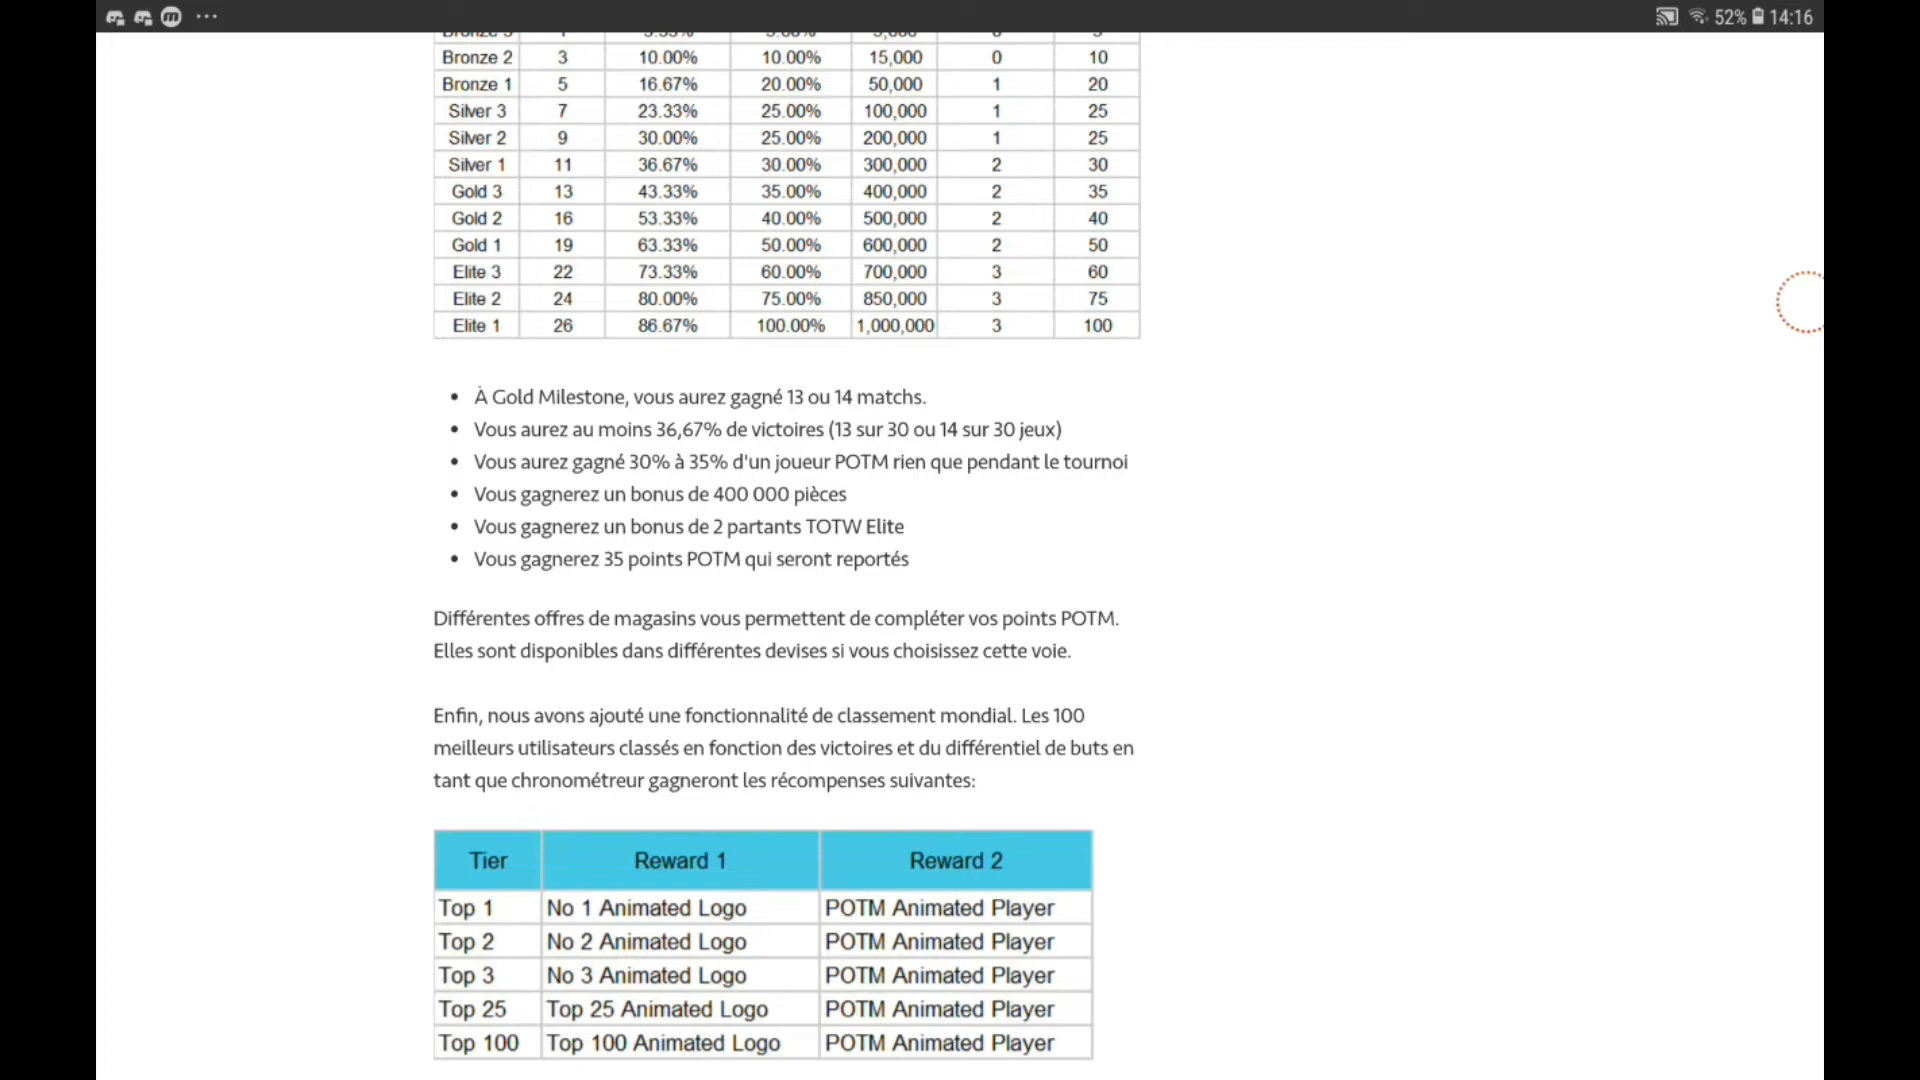 52% 14:16
Bronze 2 3 10.00% 10.00% 15,000 0 10
Bronze 1 5 16.67% 20.00% 50,000 1 20
Silver 3 7 23.33% 25.00% 100,000 1 25
Silver 2 9 30.00% 25.00% 200,000 1 25
Silver 1 11 36.67% 30.00% 300,000 2 30
Gold 3 13 43.33% 35.00% 400,000 2 35
Gold 2 16 53.33% 40.00% 500,000 2 40
Gold 1 19 63.33% 50.00% 600,000 2 50
Elite 3 22 73.33% 60.00% 700,000 3 60
Elite 2 24 80.00% 75.00% 850,000 3 75
Elite 1 26 86.67% 100.00% 1,000,000 3 100
• À Gold Milestone, vous aurez gagné 13 ou 14 matchs.
• Vous aurez au moins 36,67% de victoires (13 sur 30 ou 14 sur 30 jeux)
• Vous aurez gagné 30% à 35% d'un joueur POTM rien que pendant le tournoi
• Vous gagnerez un bonus de 400 000 pièces
• Vous gagnerez un bonus de 2 partants TOTW Elite
• Vous gagnerez 35 points POTM qui seront reportés
Différentes offres de magasins vous permettent de compléter vos points POTM.
Elles sont disponibles dans différentes devises si vous choisissez cette voie.
Enfin, nous avons ajouté une fonctionnalité de classement mondial. Les 100
meilleurs utilisateurs classés en fonction des victoires et du différentiel de buts en
tant que chronométreur gagneront les récompenses suivantes:
Tier Reward 1 Reward 2
Top 1 No 1 Animated Logo POTM Animated Player
Top 2 No 2 Animated Logo POTM Animated Player
Top 3 No 3 Animated Logo POTM Animated Player
Top 25 Top 25 Animated Logo POTM Animated Player
Top 100 Top 100 Animated Logo POTM Animated Player